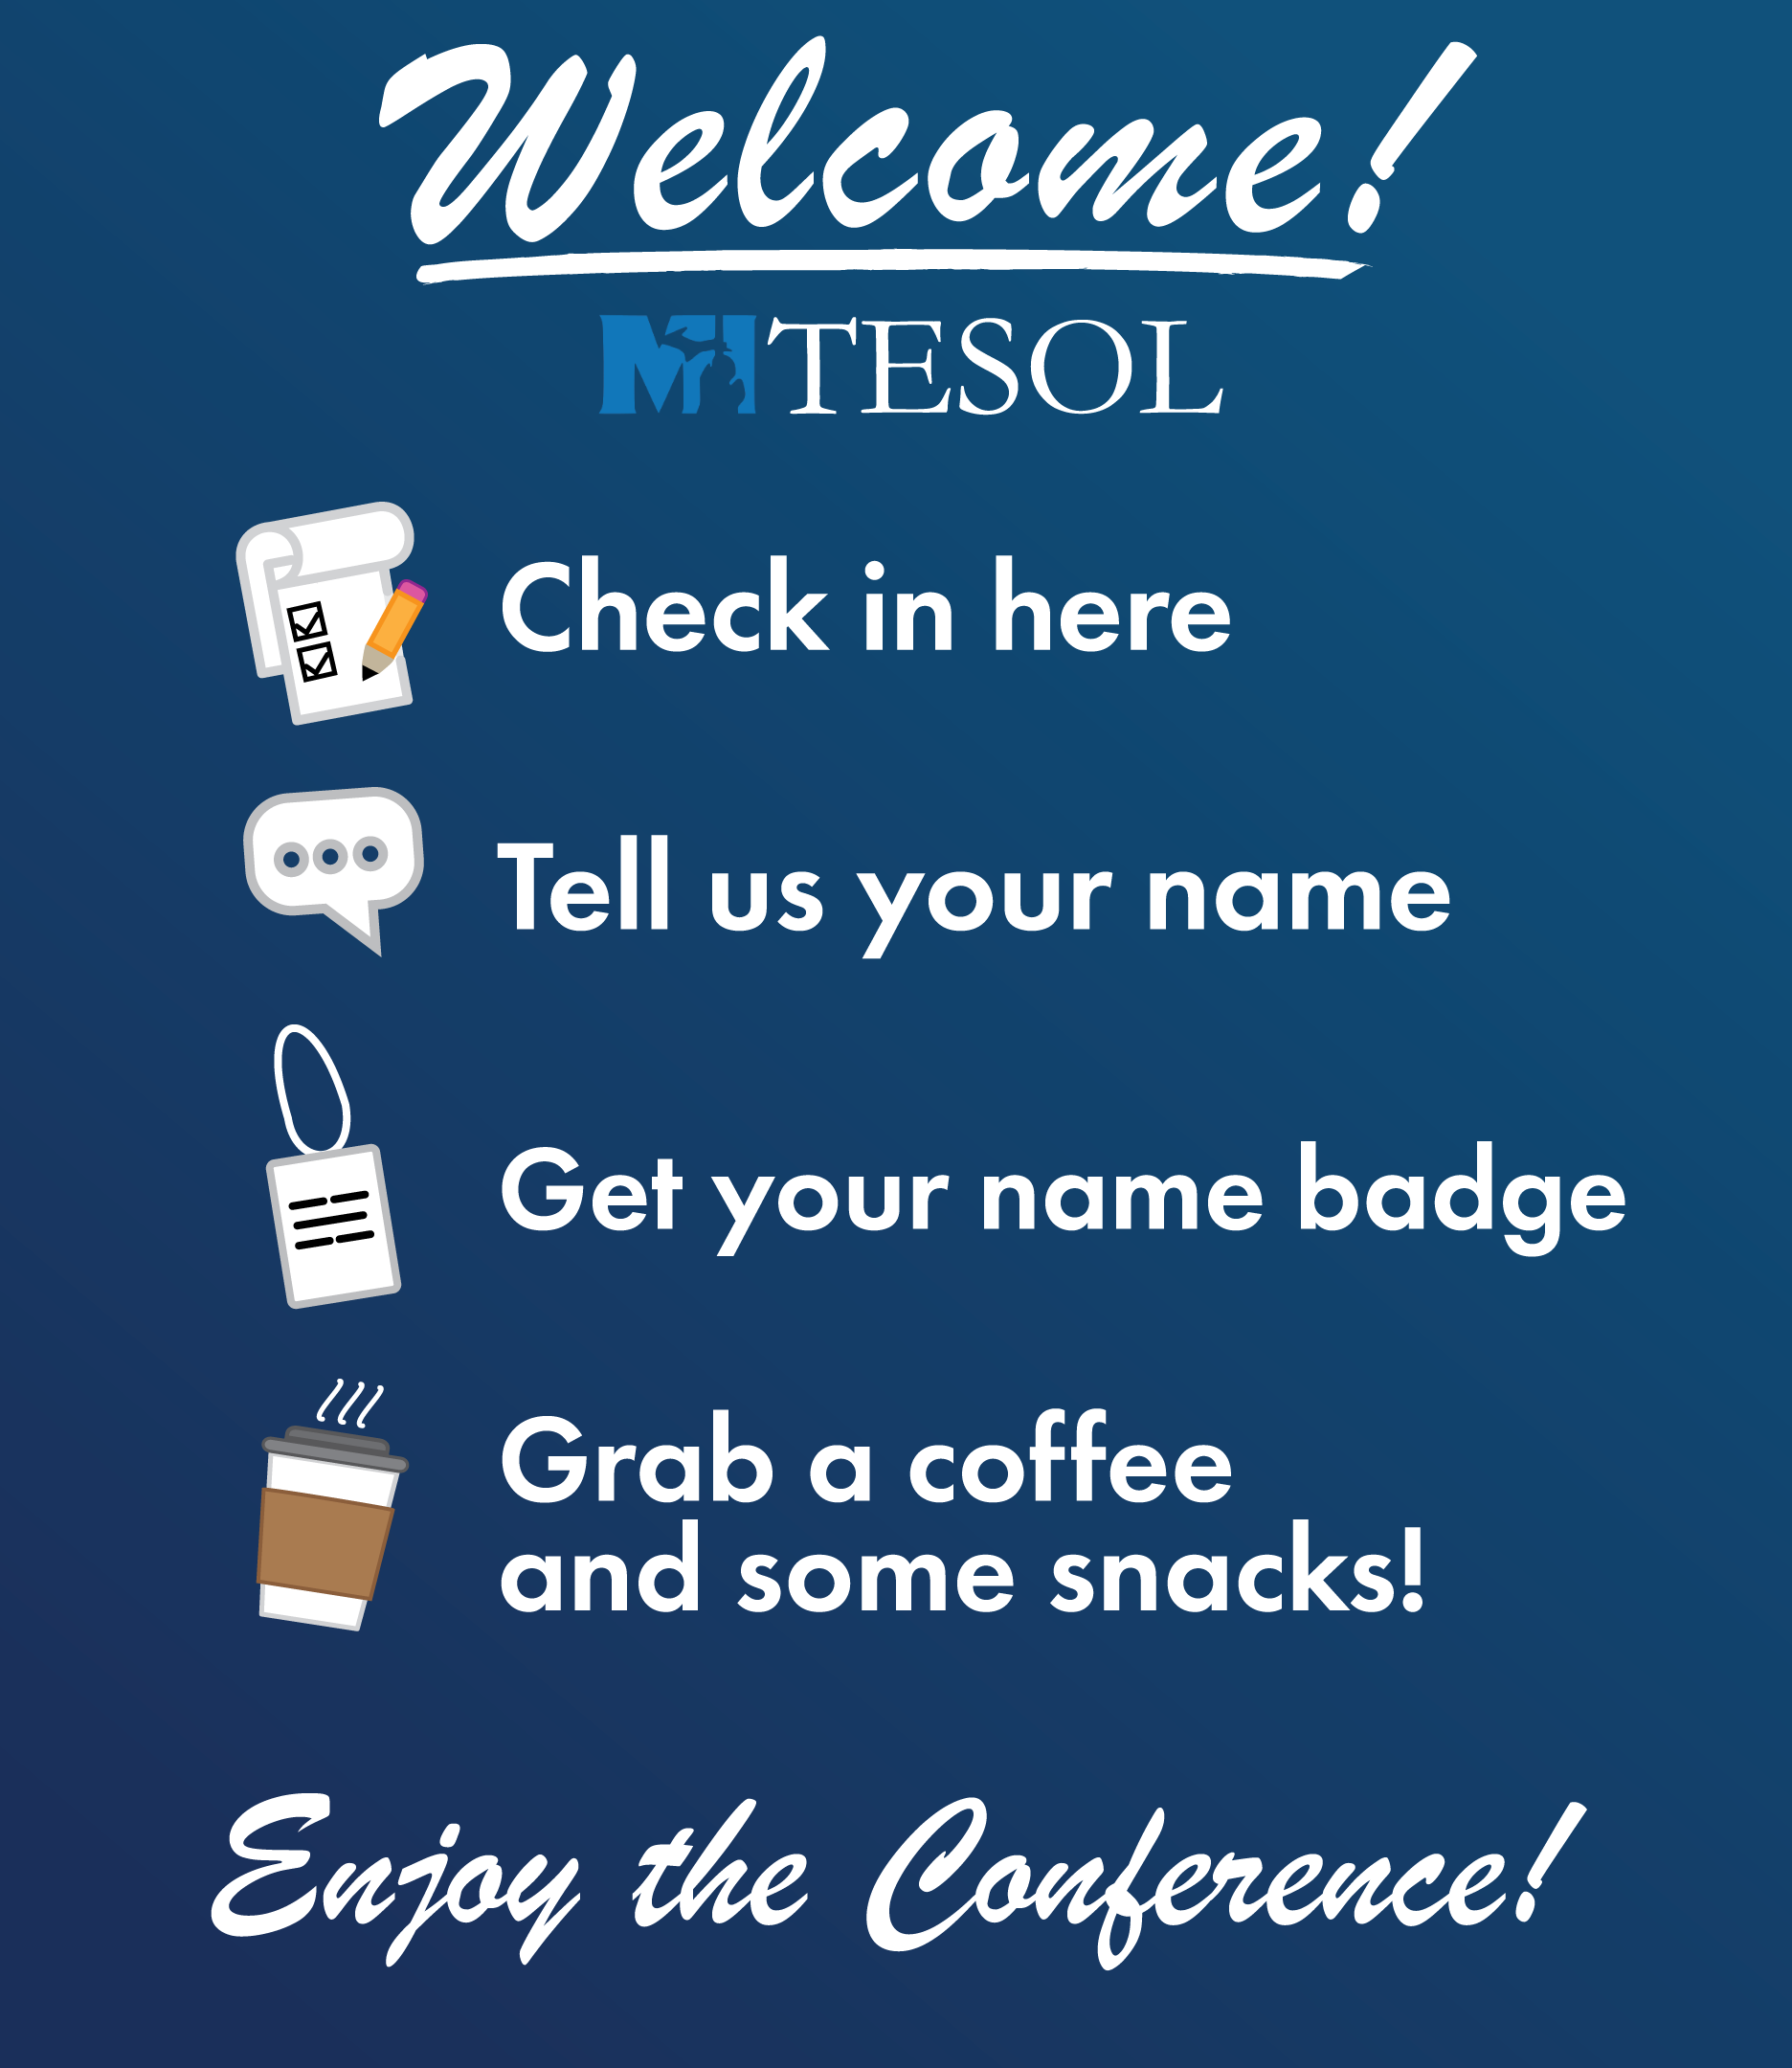 Welcome!
MITESOL
Check in here
Tell us your name
Get your name badge
Grab a coffee
and some snacks!
Enjoy the Conference!